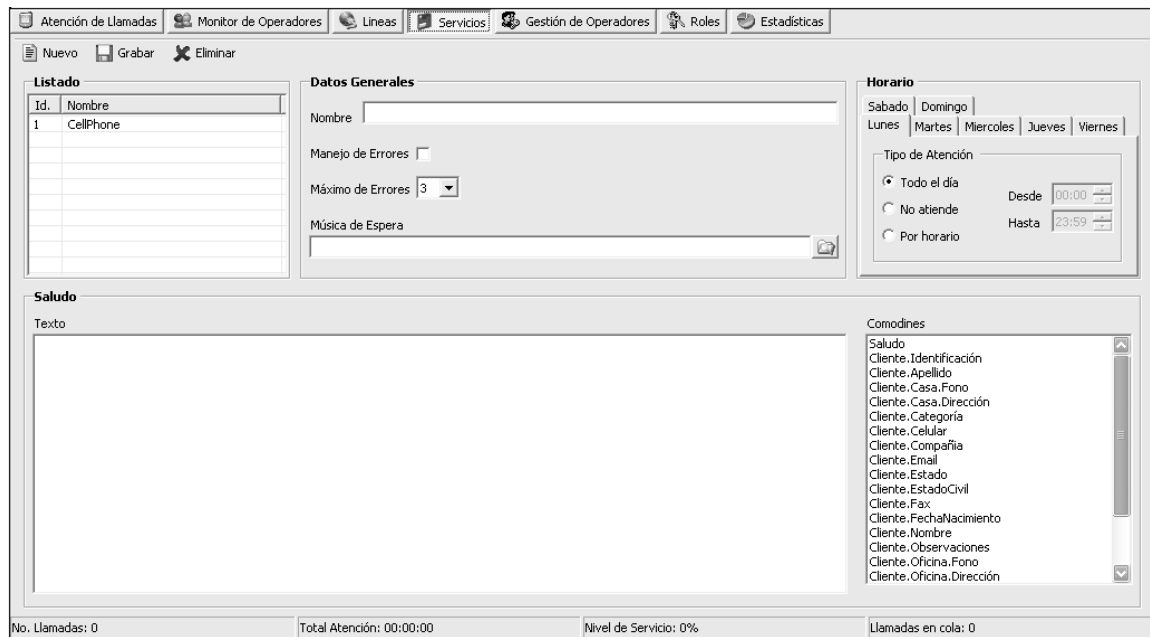 Atención de Llamadas Monitor de Operadores Lineas Servicios Gestión de Operadores Roles Estadísticas
Nuevo Grabar Eliminar
Listado
Id. Nombre
1 CellPhone
Datos Generales
Nombre
Manejo de Errores
Máximo de Errores 3
Música de Espera
Horario
Sabado Domingo
Lunes Martes Miercoles Jueves Viernes
Tipo de Atención
Todo el día
No atiende
Por horario
Desde 00:00
Hasta 23:59
Saludo
Texto
Comodines
Saludo
Cliente.Identificación
Cliente.Apellido
Cliente.Casa.Fono
Cliente.Casa.Dirección
Cliente.Categoría
Cliente.Celular
Cliente.Compañia
Cliente.Email
Cliente.Estado
Cliente.EstadoCivil
Cliente.Fax
Cliente.FechaNacimiento
Cliente.Nombre
Cliente.Observaciones
Cliente.Oficina.Fono
Cliente.Oficina.Dirección
No. Llamadas: 0 Total Atención: 00:00:00 Nivel de Servicio: 0% Llamadas en cola: 0